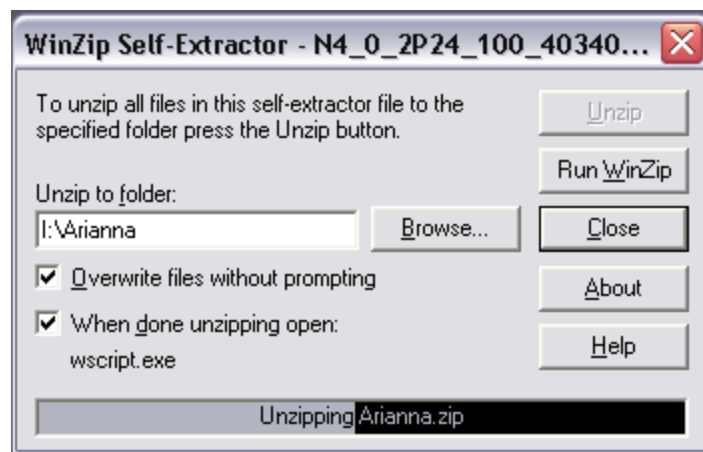 WinZip Self-Extractor - N4_0_2P24_100_40340...
To unzip all files in this self-extractor file to the
specified folder press the Unzip button.
Unzip
Run WinZip
Unzip to folder:
I:\Arianna
Browse...
Close
Overwrite files without prompting
About
When done unzipping open:
wscript.exe
Help
Unzipping Arianna.zip